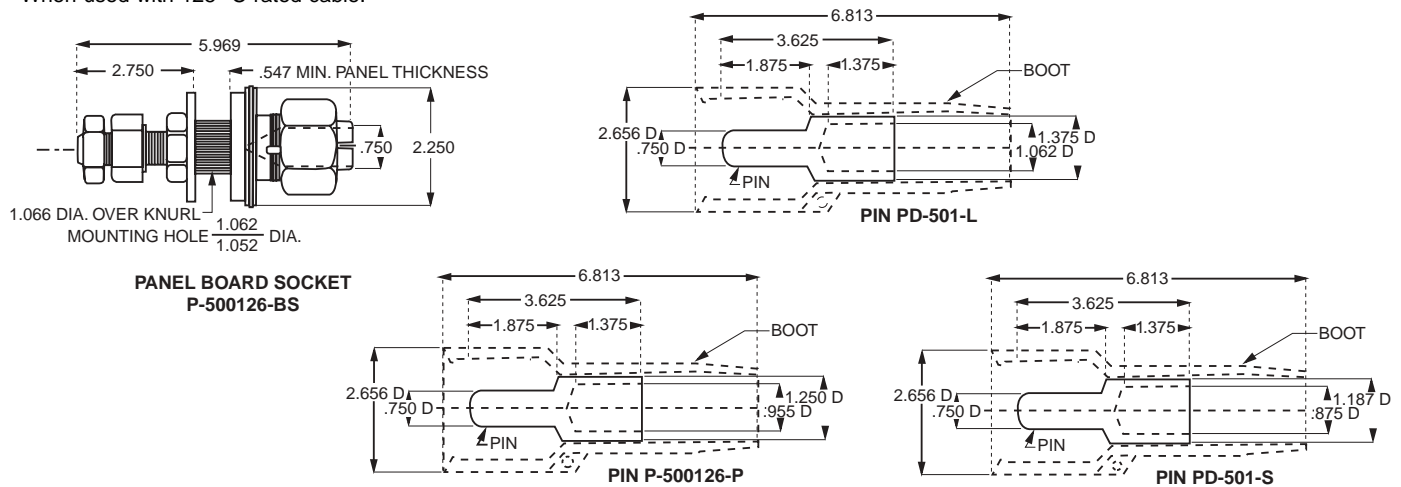 When used with 125° C rated cable.
5.969
2.750
.547 MIN. PANEL THICKNESS
.750
2.250
1.066 DIA. OVER KNURL
MOUNTING HOLE 1.062
1.052 DIA.
PANEL BOARD SOCKET
P-500126-BS
6.813
3.625
1.875
1.375
BOOT
2.656 D
.750 D
1.375 D
1.062 D
PIN
PIN PD-501-L
6.813
3.625
1.875
1.375
BOOT
2.656 D
.750 D
1.250 D
.955 D
PIN
PIN P-500126-P
6.813
3.625
1.875
1.375
BOOT
2.656 D
.750 D
1.187 D
.875 D
PIN
PIN PD-501-S